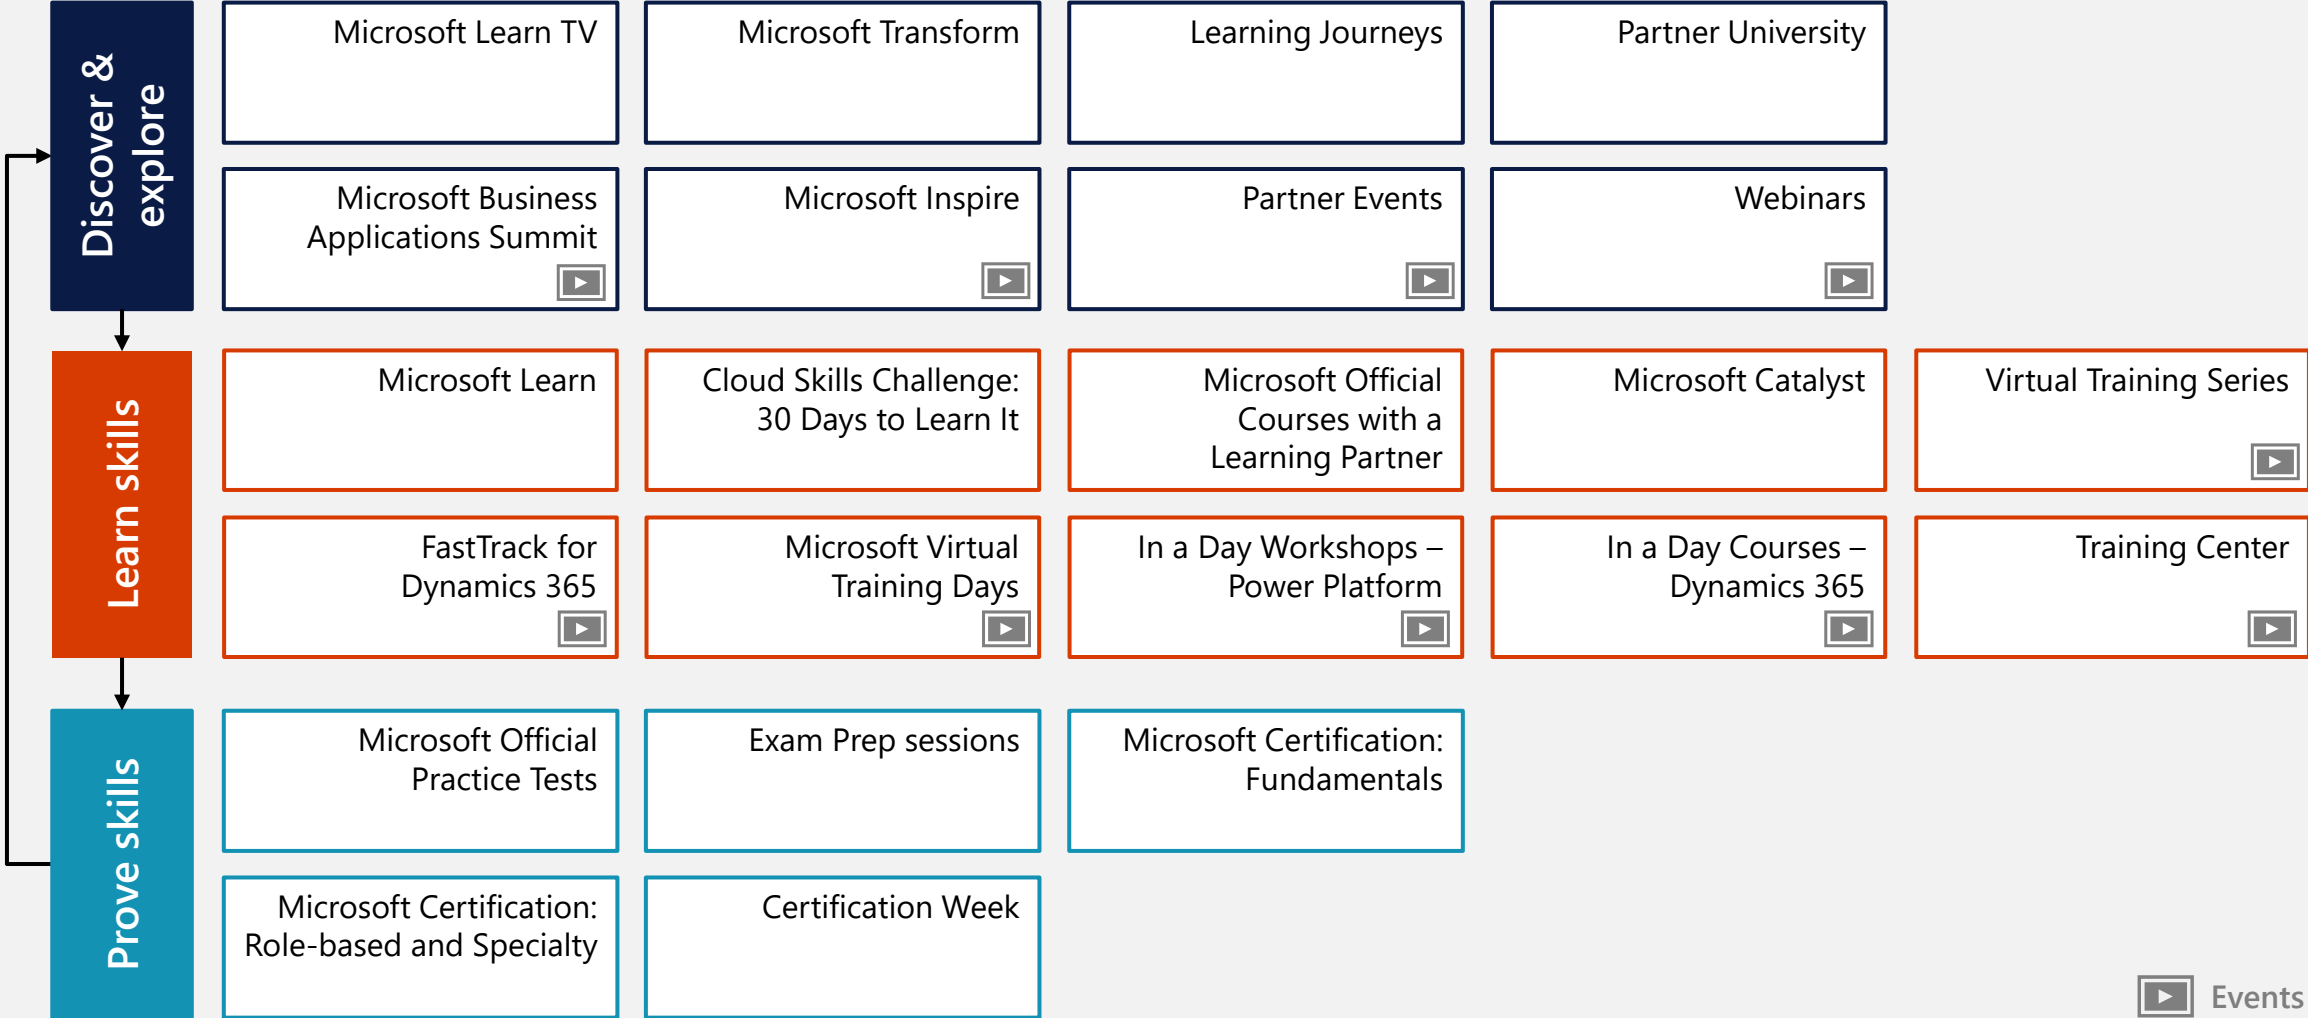 Discover &
explore
Microsoft Learn TV
Microsoft Transform
Learning Journeys
Partner University
Microsoft Business
Applications Summit
Microsoft Inspire
Partner Events
Webinars
Learn skills
Microsoft Learn
Cloud Skills Challenge:
30 Days to Learn It
Microsoft Official
Courses with a
Learning Partner
Microsoft Catalyst
Virtual Training Series
FastTrack for
Dynamics 365
Microsoft Virtual
Training Days
In a Day Workshops –
Power Platform
In a Day Courses –
Dynamics 365
Training Center
Prove skills
Microsoft Official
Practice Tests
Exam Prep sessions
Microsoft Certification:
Fundamentals
Microsoft Certification:
Role-based and Specialty
Certification Week
Events